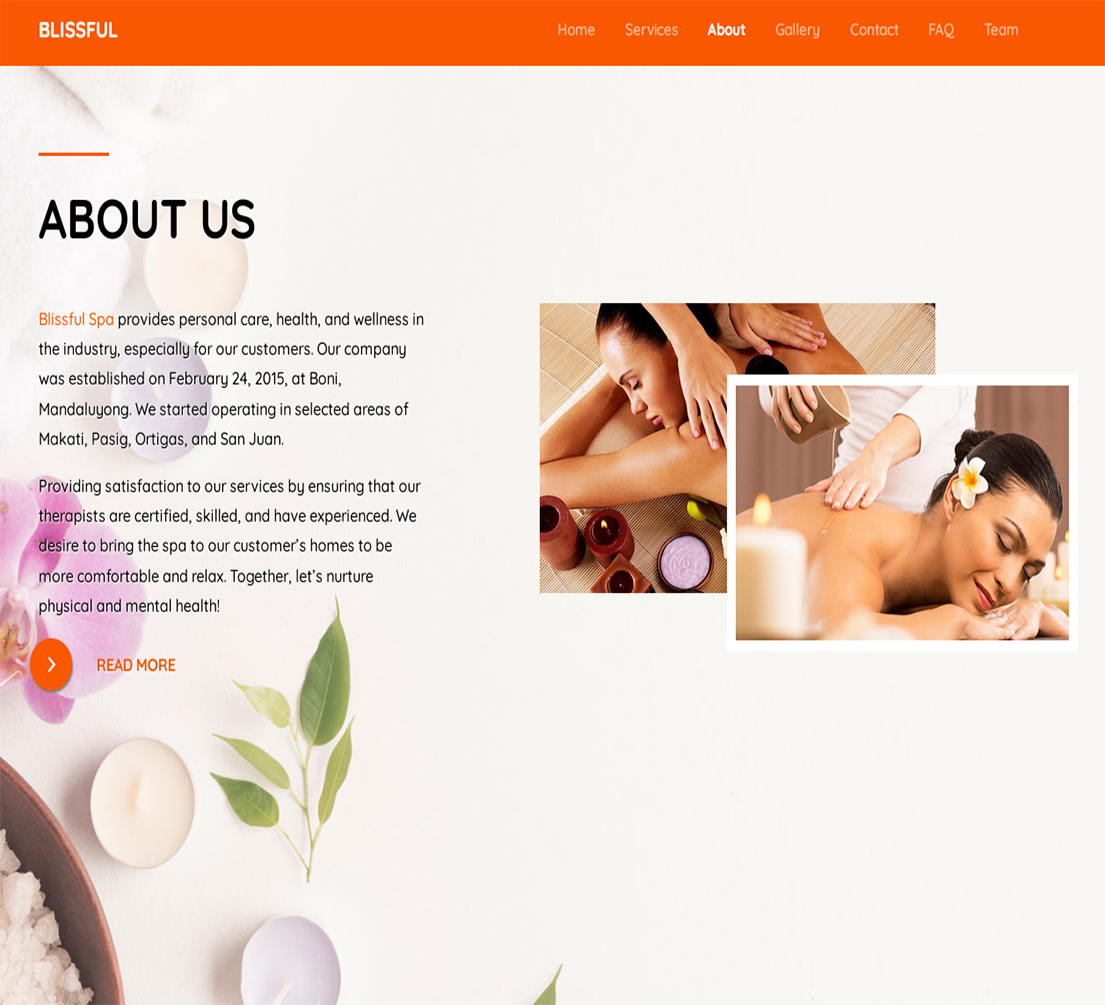 BLISSFUL
Home Services About Gallery Contact FAQ Team
ABOUT US
Blissful Spa provides personal care, health, and wellness in
the industry, especially for our customers. Our company
was established on February 24, 2015, at Boni,
Mandaluyong. We started operating in selected areas of
Makati, Pasig, Ortigas, and San Juan.
Providing satisfaction to our services by ensuring that our
therapists are certified, skilled, and have experienced. We
desire to bring the spa to our customer’s homes to be
more comfortable and relax. Together, let’s nurture
physical and mental health!
READ MORE